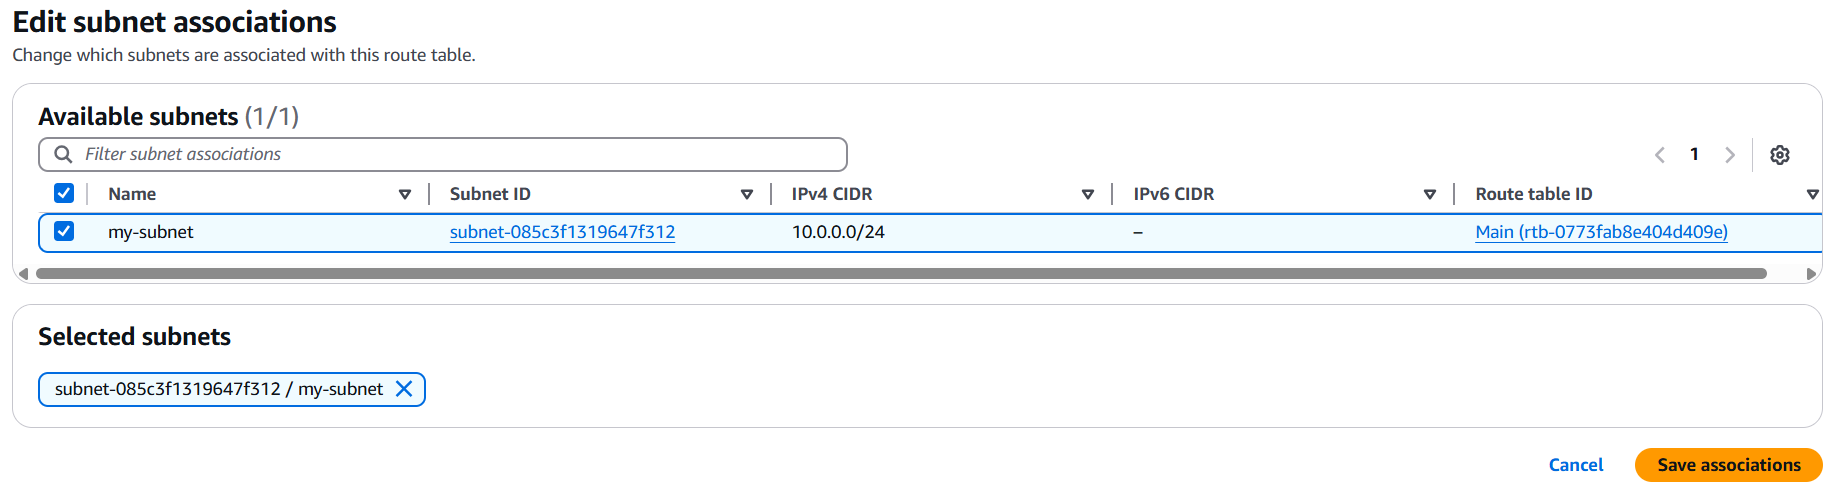 Edit subnet associations
Change which subnets are associated with this route table.
Available subnets (1/1)
Filter subnet associations
1
Name Subnet ID IPv4 CIDR IPv6 CIDR Route table ID
my-subnet subnet-085c3f1319647f312 10.0.0.0/24 – Main (rtb-0773fab8e404d409e)
Selected subnets
subnet-085c3f1319647f312 / my-subnet
Cancel Save associations